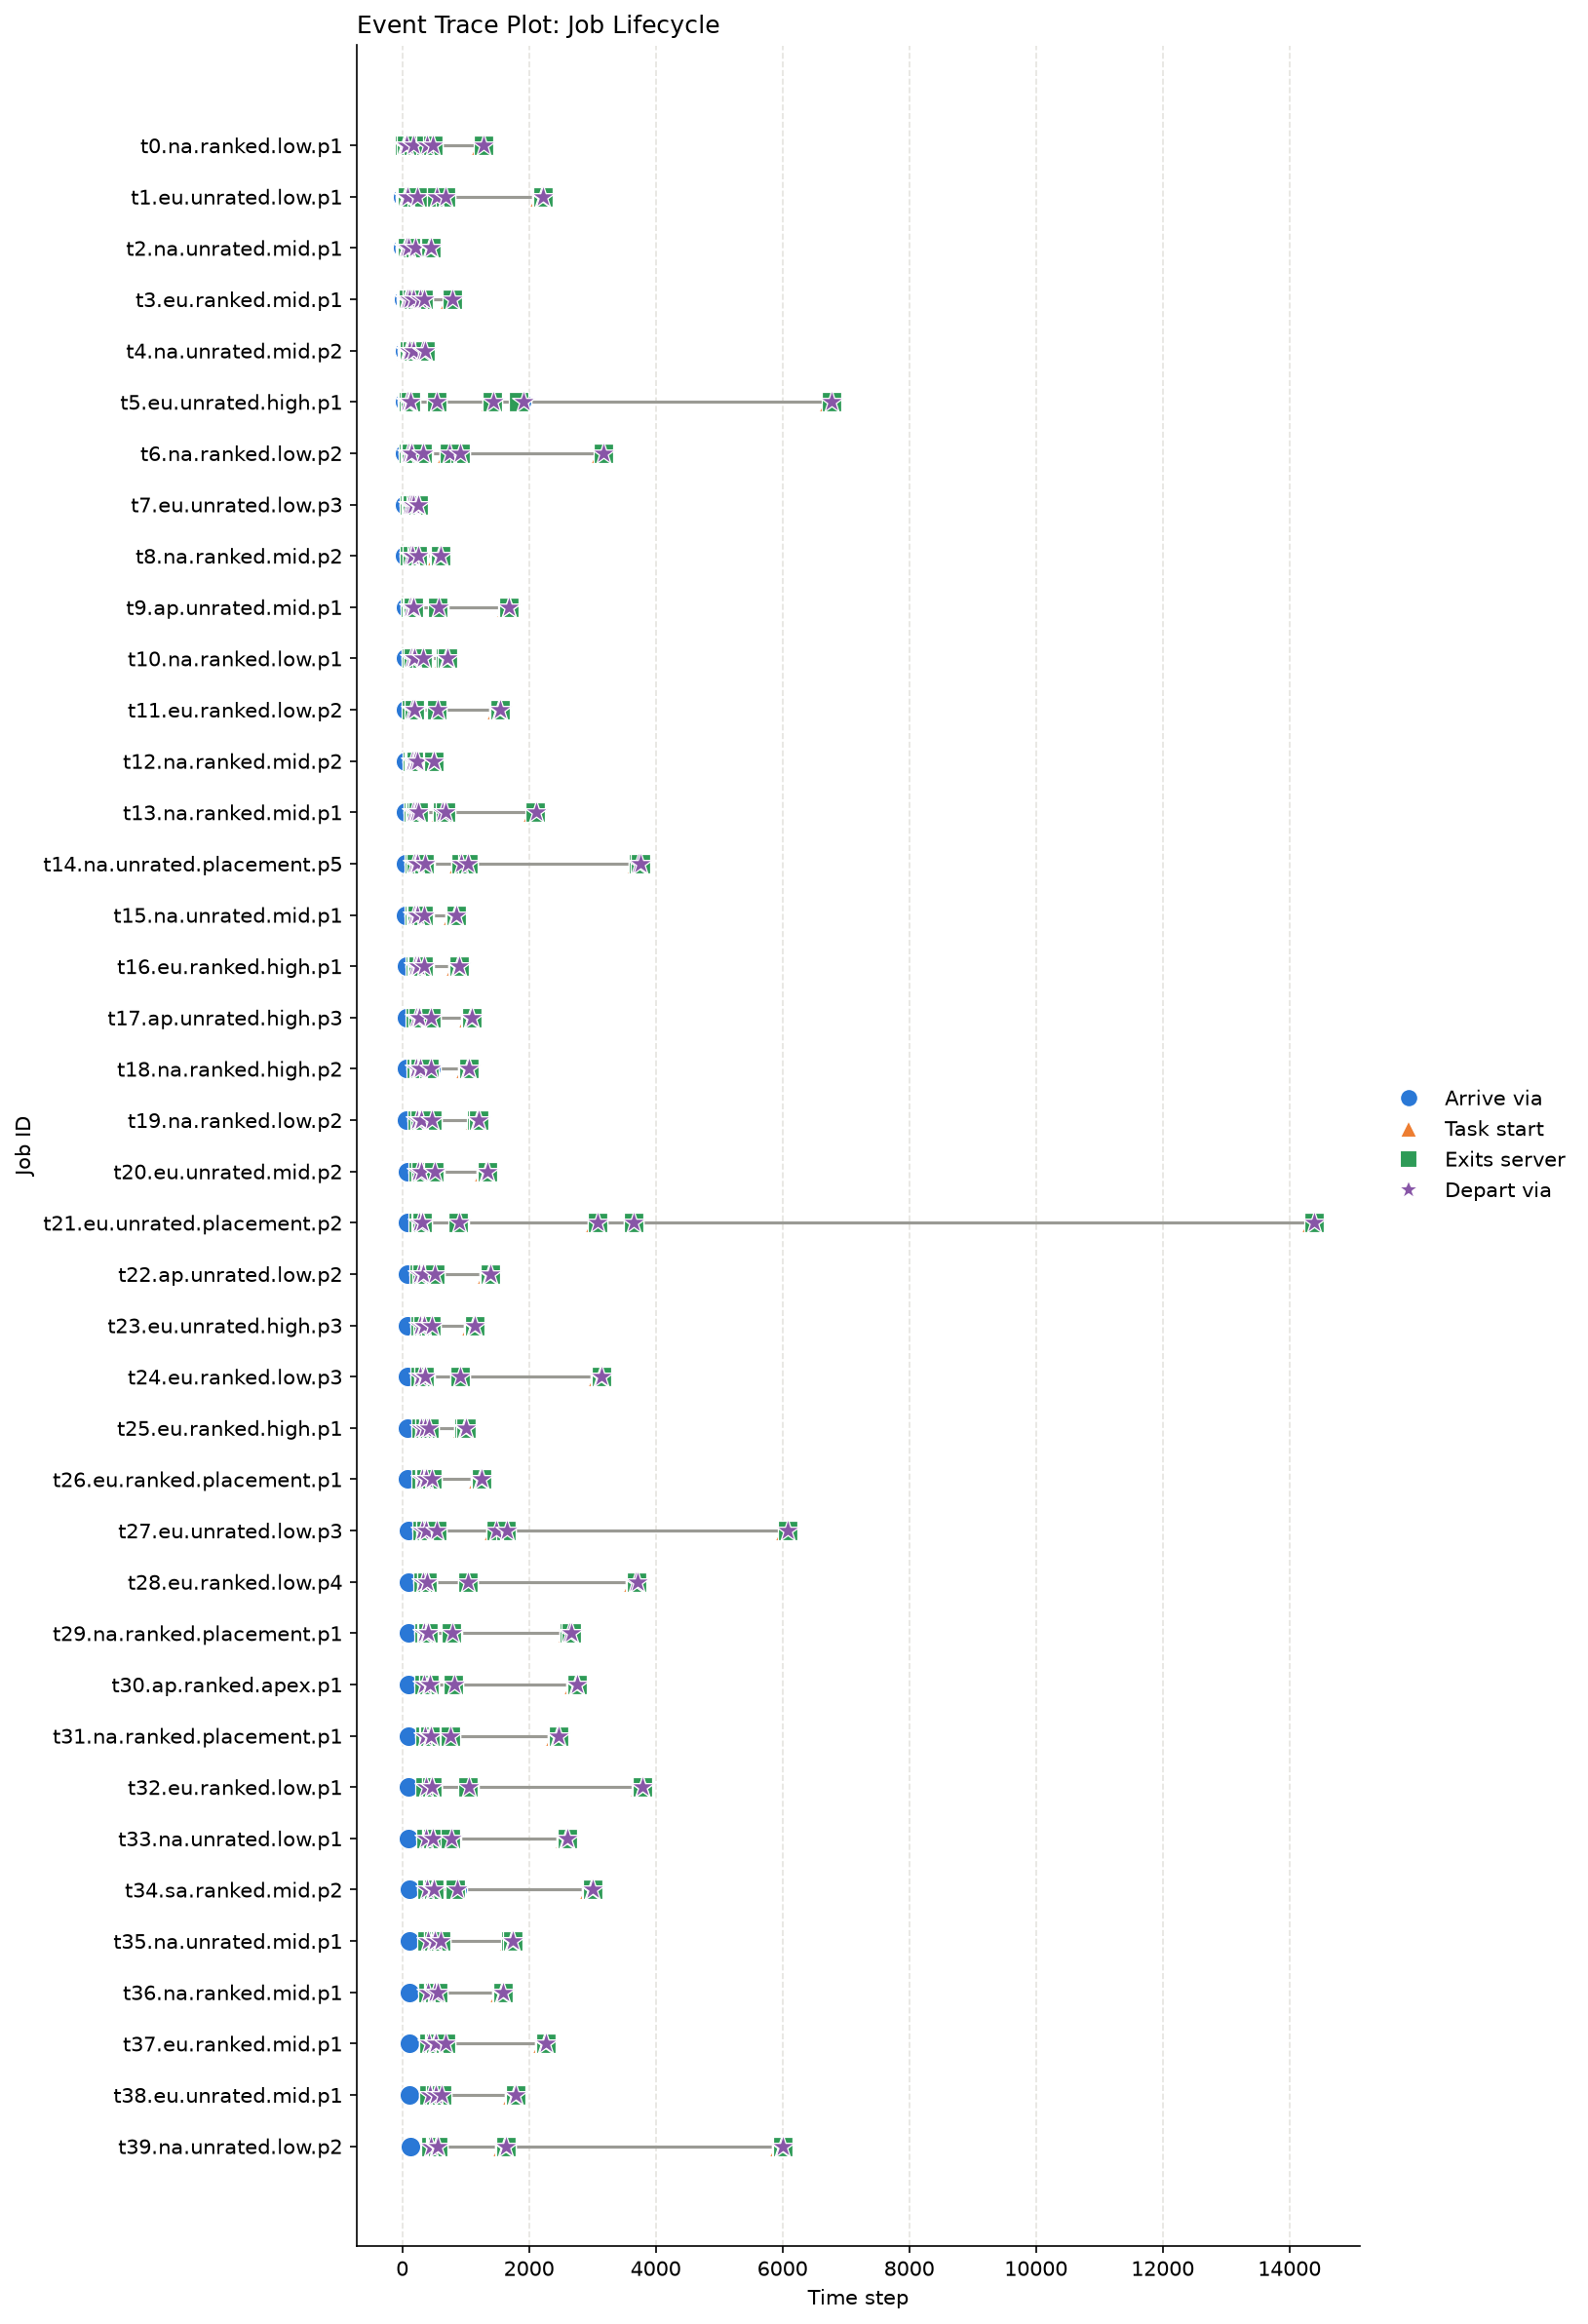 Event Trace Plot: Job Lifecycle
t0.na.ranked.low.p1
t1.eu.unrated.low.p1
t2.na.unrated.mid.p1
t3.eu.ranked.mid.p1
t4.na.unrated.mid.p2
t5.eu.unrated.high.p1
t6.na.ranked.low.p2
t7.eu.unrated.low.p3
t8.na.ranked.mid.p2
t9.ap.unrated.mid.p1
t10.na.ranked.low.p1
t11.eu.ranked.low.p2
t12.na.ranked.mid.p2
t13.na.ranked.mid.p1
t14.na.unrated.placement.p5
t15.na.unrated.mid.p1
t16.eu.ranked.high.p1
t17.ap.unrated.high.p3
t18.na.ranked.high.p2
t19.na.ranked.low.p2
t20.eu.unrated.mid.p2
t21.eu.unrated.placement.p2
t22.ap.unrated.low.p2
t23.eu.unrated.high.p3
t24.eu.ranked.low.p3
t25.eu.ranked.high.p1
t26.eu.ranked.placement.p1
t27.eu.unrated.low.p3
t28.eu.ranked.low.p4
t29.na.ranked.placement.p1
t30.ap.ranked.apex.p1
t31.na.ranked.placement.p1
t32.eu.ranked.low.p1
t33.na.unrated.low.p1
t34.sa.ranked.mid.p2
t35.na.unrated.mid.p1
t36.na.ranked.mid.p1
t37.eu.ranked.mid.p1
t38.eu.unrated.mid.p1
t39.na.unrated.low.p2
Job ID
0 2000 4000 6000 8000 10000 12000 14000
Time step
Arrive via
Task start
Exits server
Depart via